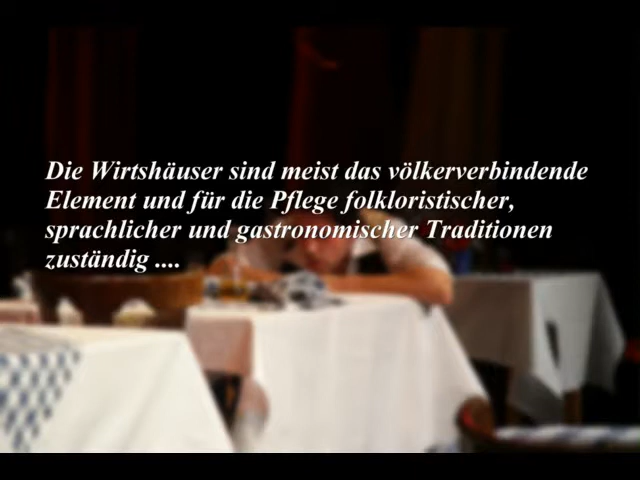 Die Wirtshäuser sind meist das völkerverbindende
Element und für die Pflege folkloristischer,
sprachlicher und gastronomischer Traditionen
zuständig ....